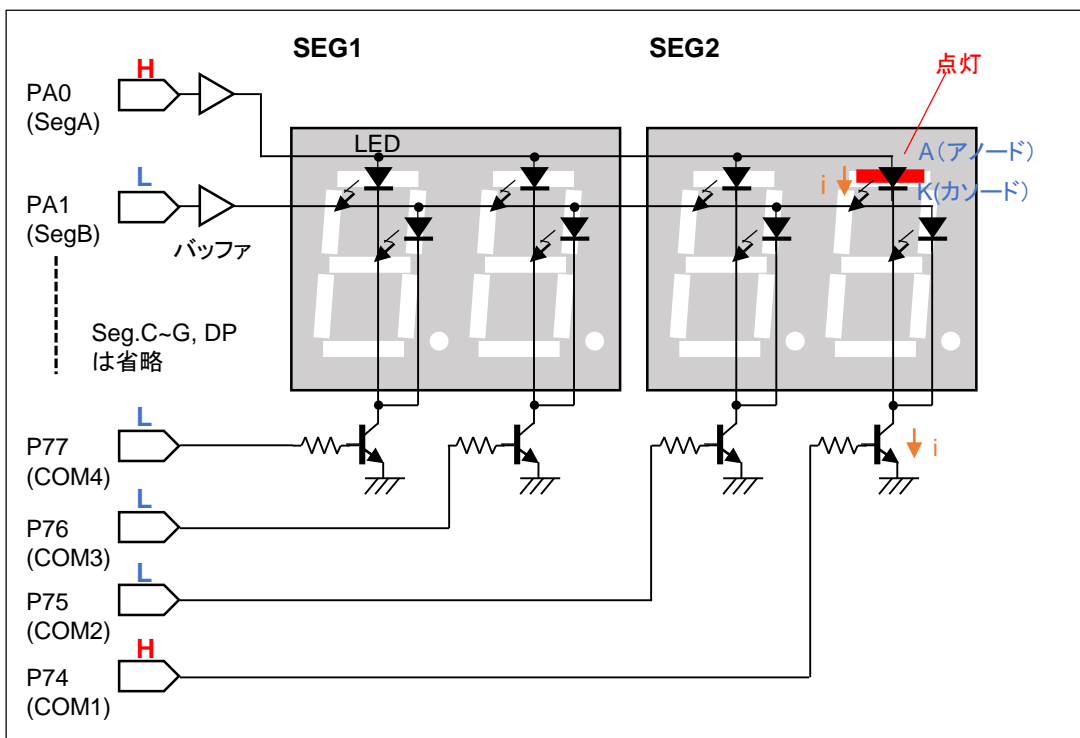 SEG1
SEG2
点灯
H
PA0
(SegA)
LED
A(アノード)
L
i
K(カソード)
PA1
(SegB)
バッファ
Seg.C~G, DP
は省略
L
P77
(COM4)
i
L
P76
(COM3)
L
P75
(COM2)
H
P74
(COM1)